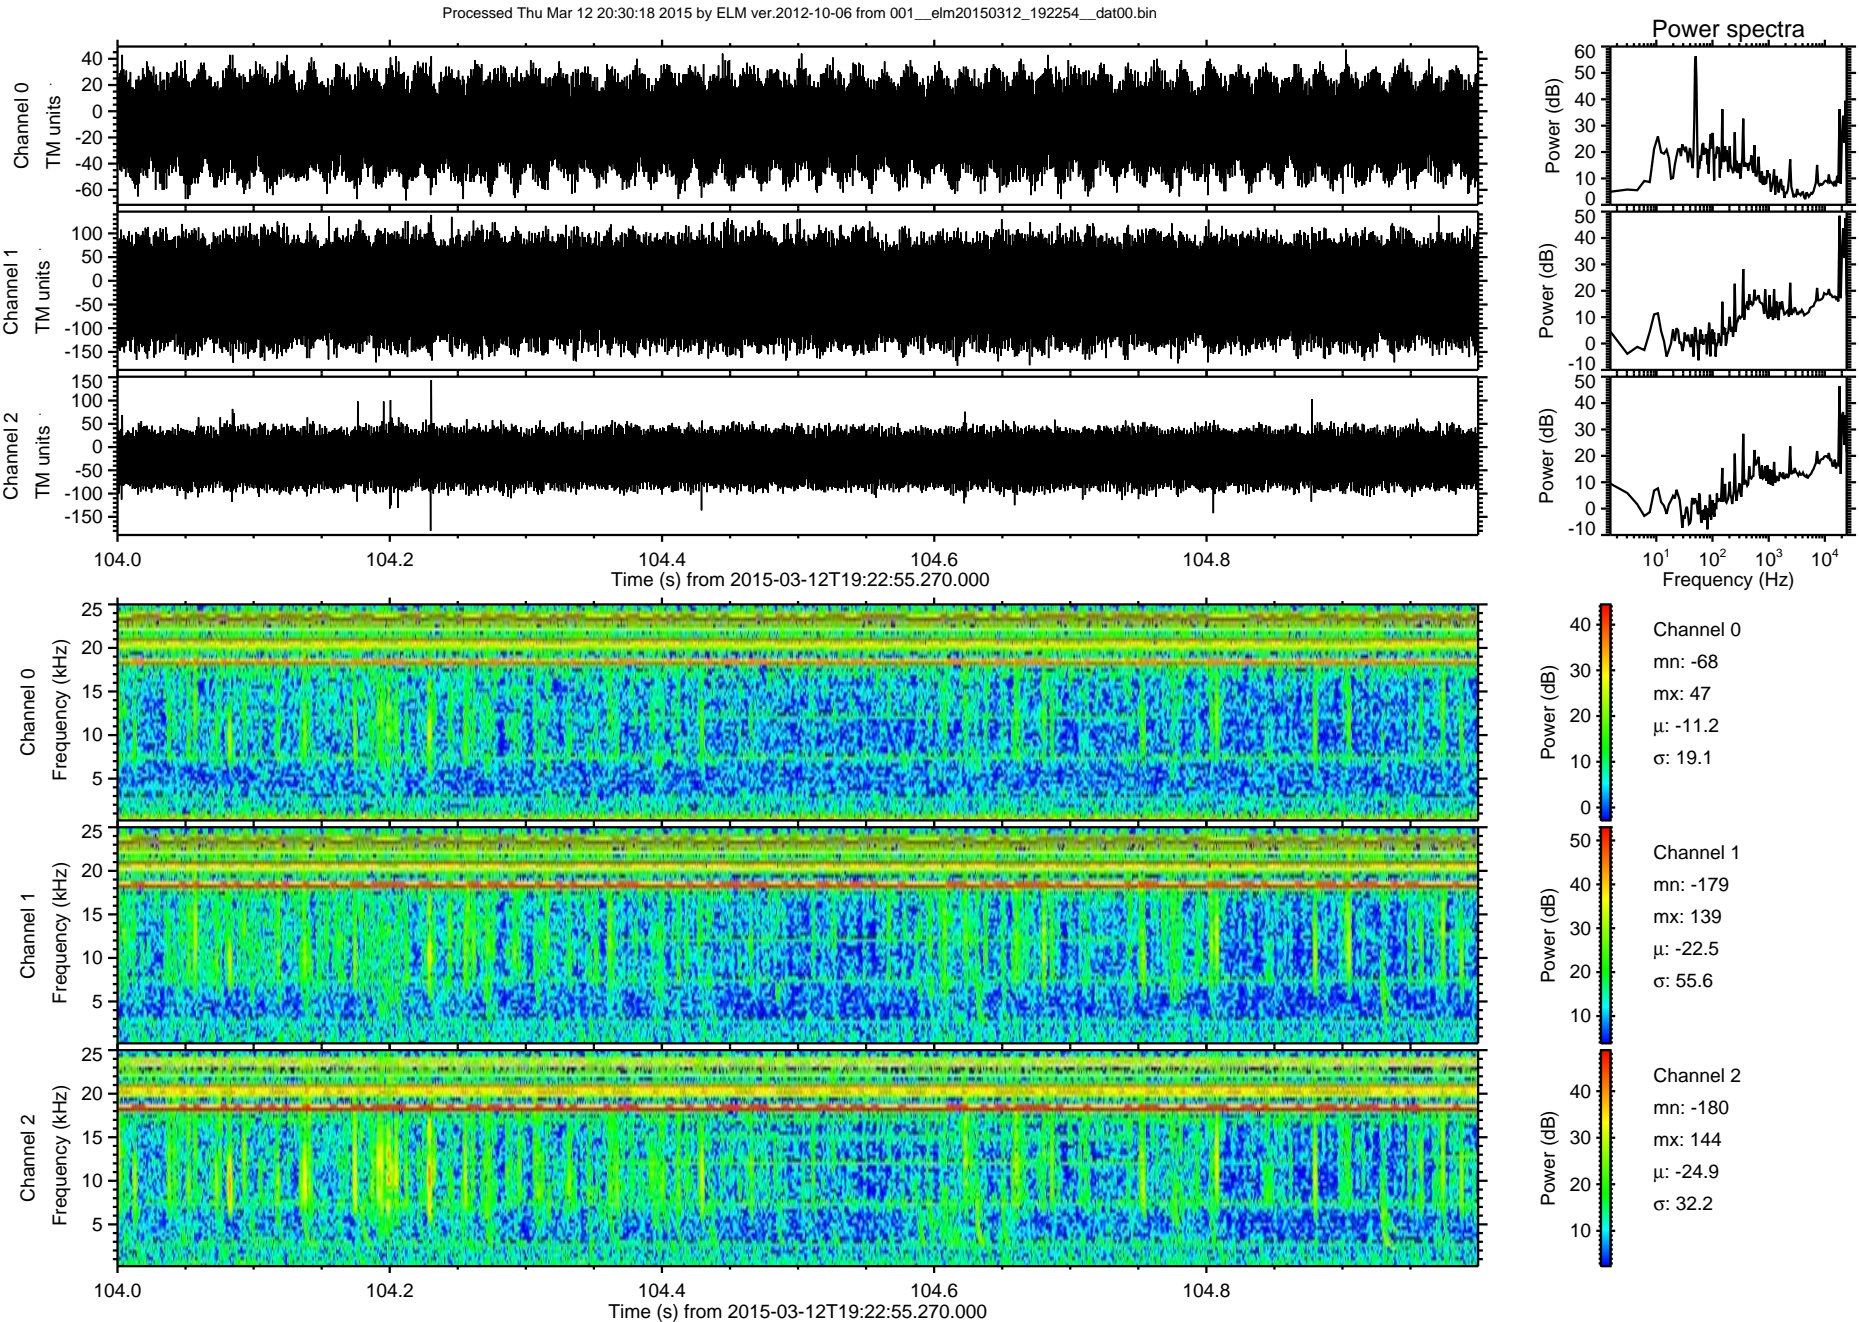 Processed Thu Mar 12 20:30:18 2015 by ELM ver.2012-10-06 from 001__elm20150312_192254__dat00.bin
Power spectra
Channel 0
TM units
40
20
0
-20
-40
-60
Power (dB)
60
50
40
30
20
10
0
Channel 1
TM units
100
50
0
-50
-100
-150
Power (dB)
50
40
30
20
10
0
-10
Channel 2
TM units
150
100
50
0
-50
-100
-150
Power (dB)
50
40
30
20
10
0
-10
104.0 104.2 104.4 104.6 104.8
Time (s) from 2015-03-12T19:22:55.270.000
10^1 10^2 10^3 10^4
Frequency (Hz)
Channel 0
Frequency (kHz)
25
20
15
10
5
Power (dB)
40
30
20
10
0
Channel 0
mn: -68
mx: 47
μ: -11.2
σ: 19.1
Channel 1
Frequency (kHz)
25
20
15
10
5
Power (dB)
50
40
30
20
10
Channel 1
mn: -179
mx: 139
μ: -22.5
σ: 55.6
Channel 2
Frequency (kHz)
25
20
15
10
5
Power (dB)
40
30
20
10
Channel 2
mn: -180
mx: 144
μ: -24.9
σ: 32.2
104.0 104.2 104.4 104.6 104.8
Time (s) from 2015-03-12T19:22:55.270.000